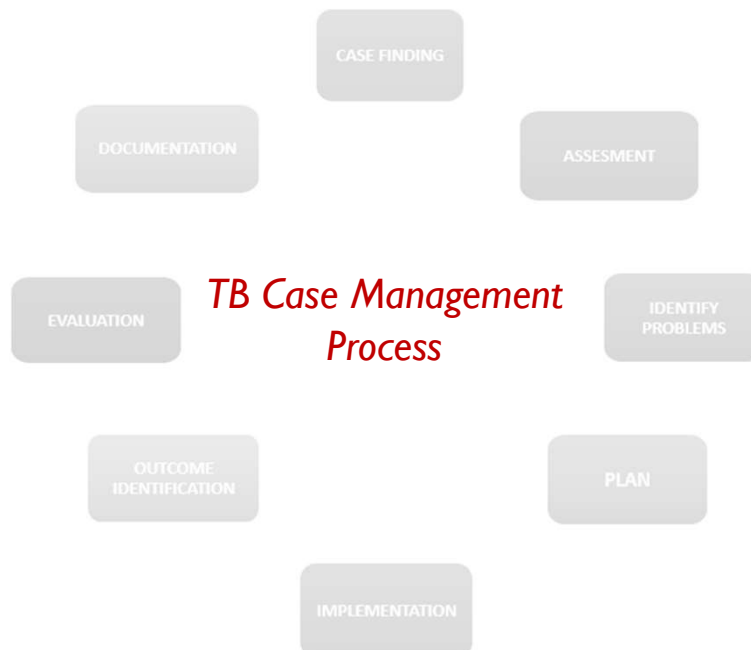 CASE FINDING
DOCUMENTATION
ASSESMENT
TB Case Management
Process
EVALUATION
IDENTIFY
PROBLEMS
OUTCOME
IDENTIFICATION
PLAN
IMPLEMENTATION